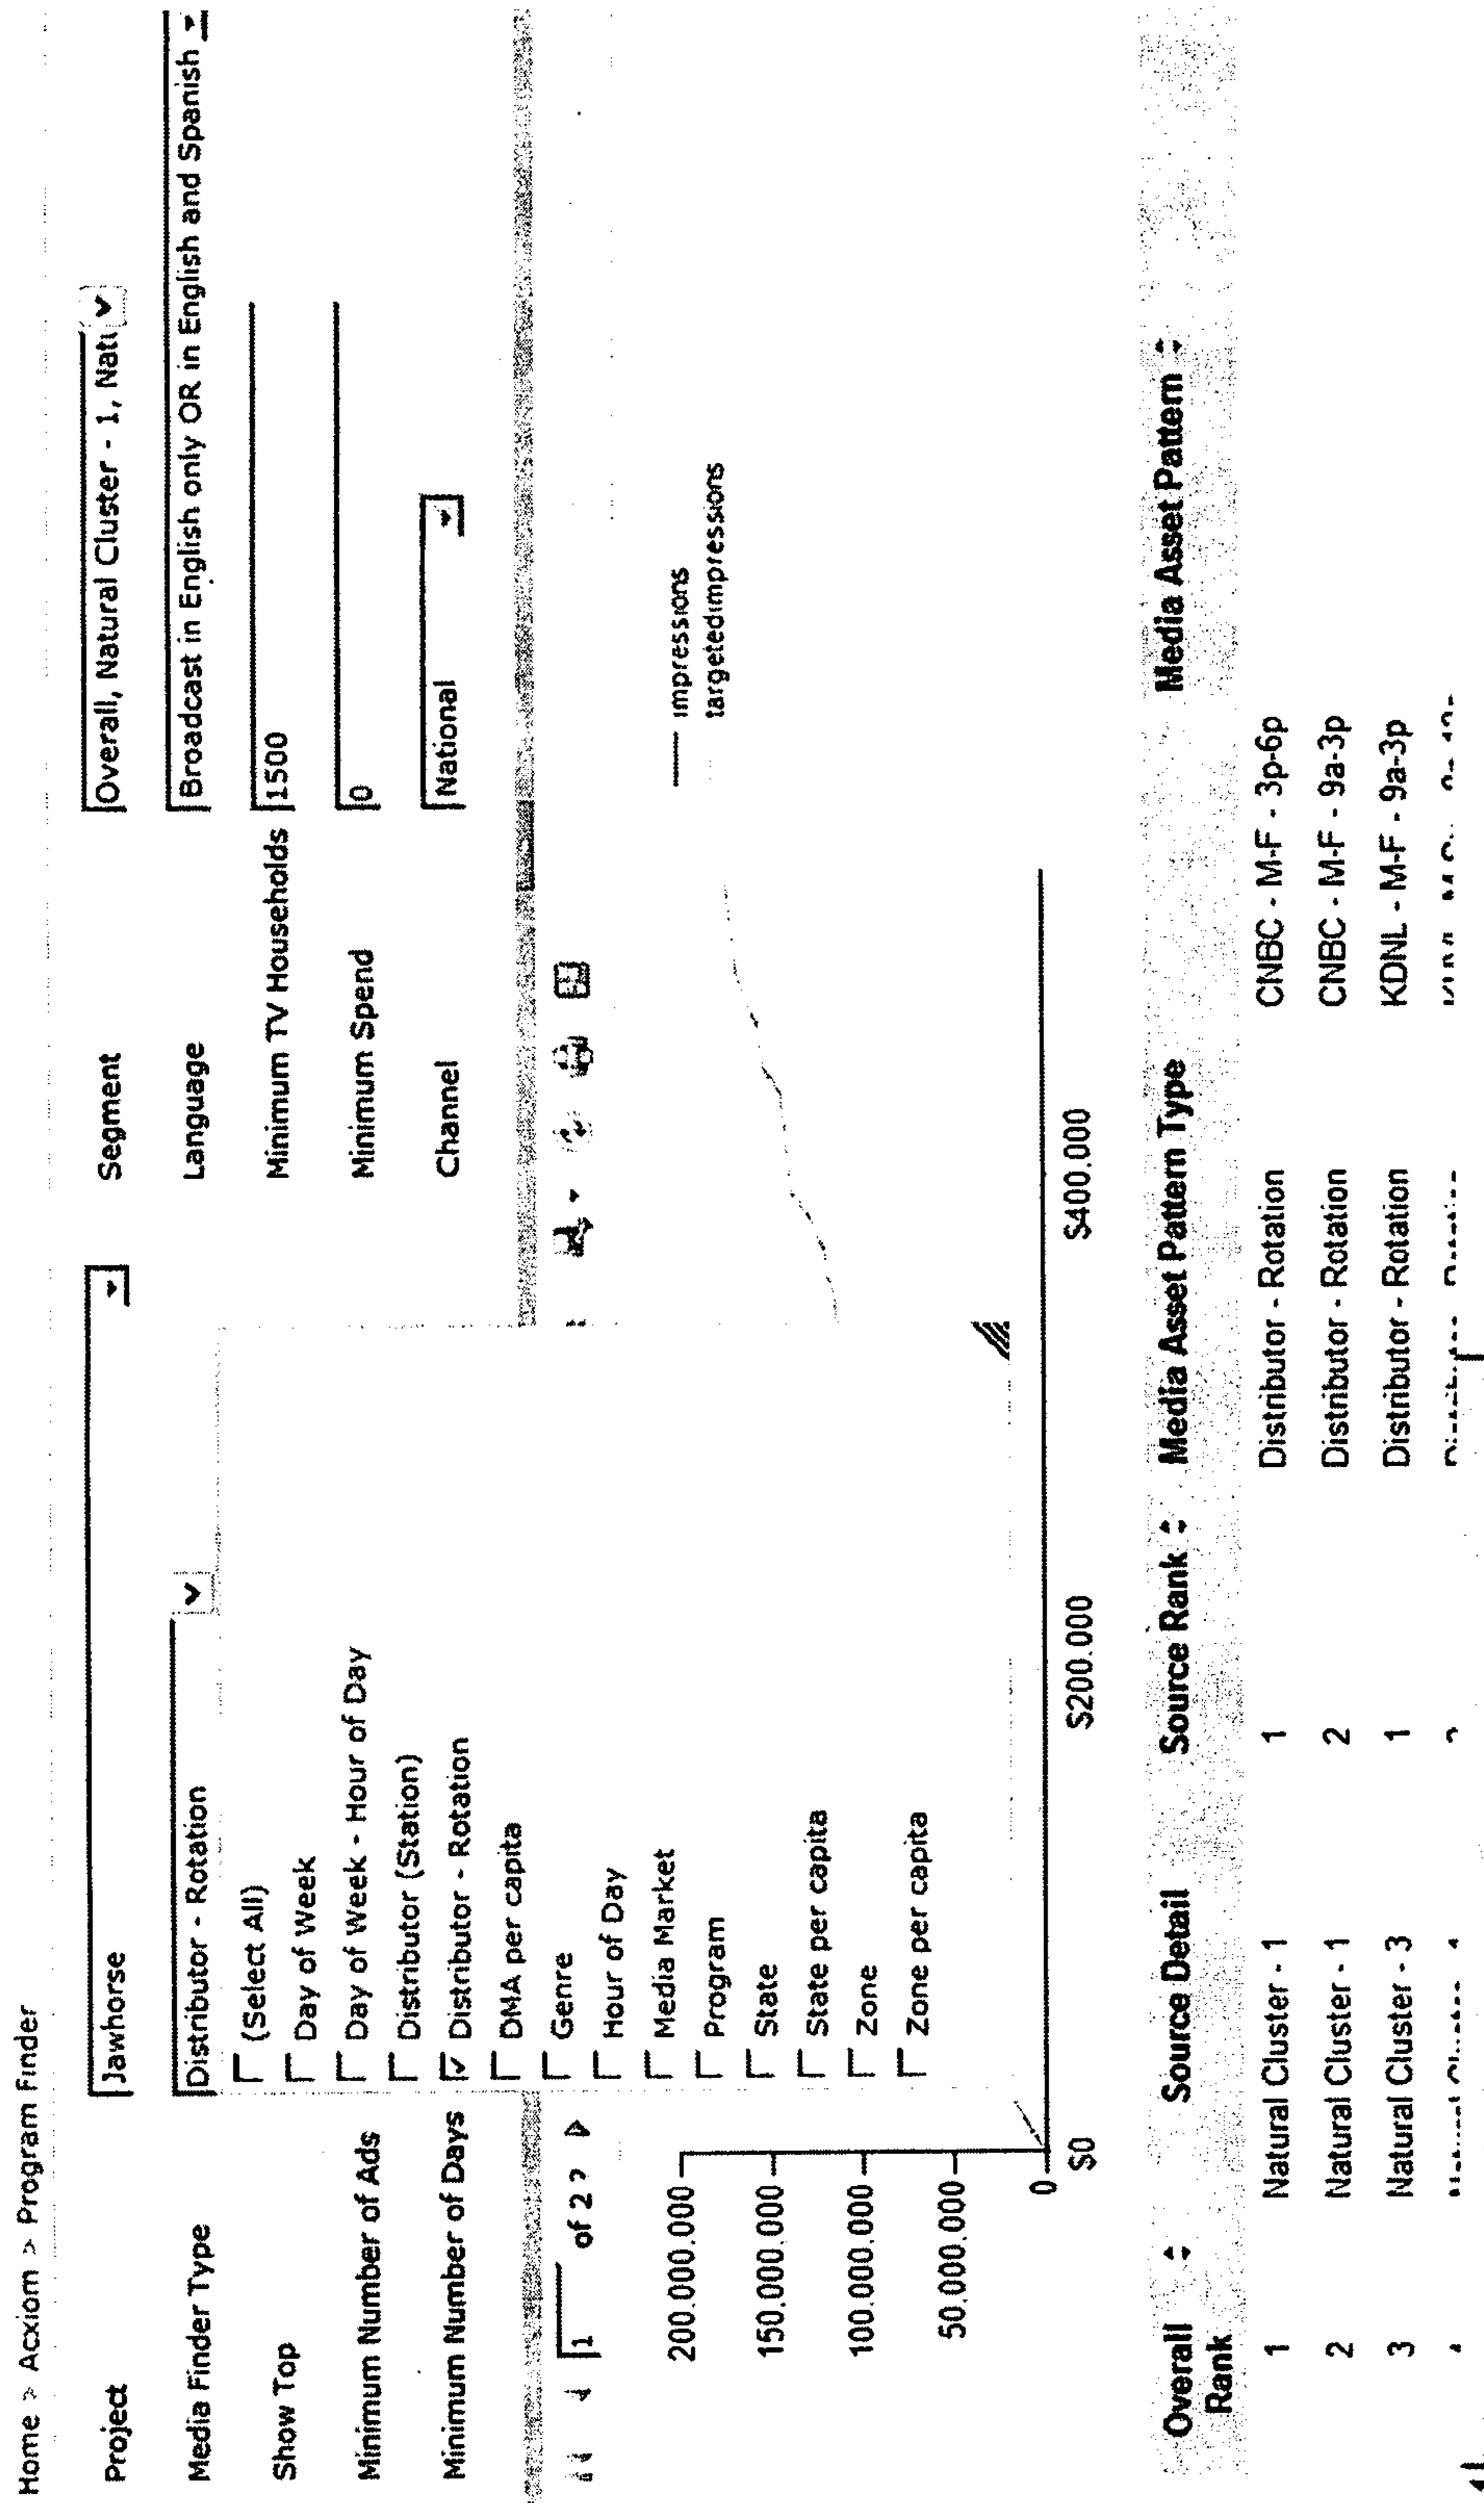 Home > Acxiom > Program Finder
Project Jawhorse Segment Overall, Natural Cluster - 1, Natu
Media Finder Type Distributor - Rotation Language Broadcast in English only OR in English and Spanish
Show Top (Select All) Minimum TV Households 1500
Day of Week
Minimum Number of Ads Day of Week - Hour of Day Minimum Spend 0
Distributor (Station)
Minimum Number of Days Distributor - Rotation Channel National
DMA per capita
1 of 2 ? Genre
Hour of Day
Media Market
Program
State
State per capita
Zone
Zone per capita
impressions
targetedimpressions
200.000.000
150.000.000
100.000.000
50.000.000
0
$0 $200.000 $400.000
Overall Rank Source Detail Source Rank Media Asset Pattern Type Media Asset Pattern
1 Natural Cluster - 1 1 Distributor - Rotation CNBC - M-F - 3p-6p
2 Natural Cluster - 1 2 Distributor - Rotation CNBC - M-F - 9a-3p
3 Natural Cluster - 3 1 Distributor - Rotation KDNL - M-F - 9a-3p